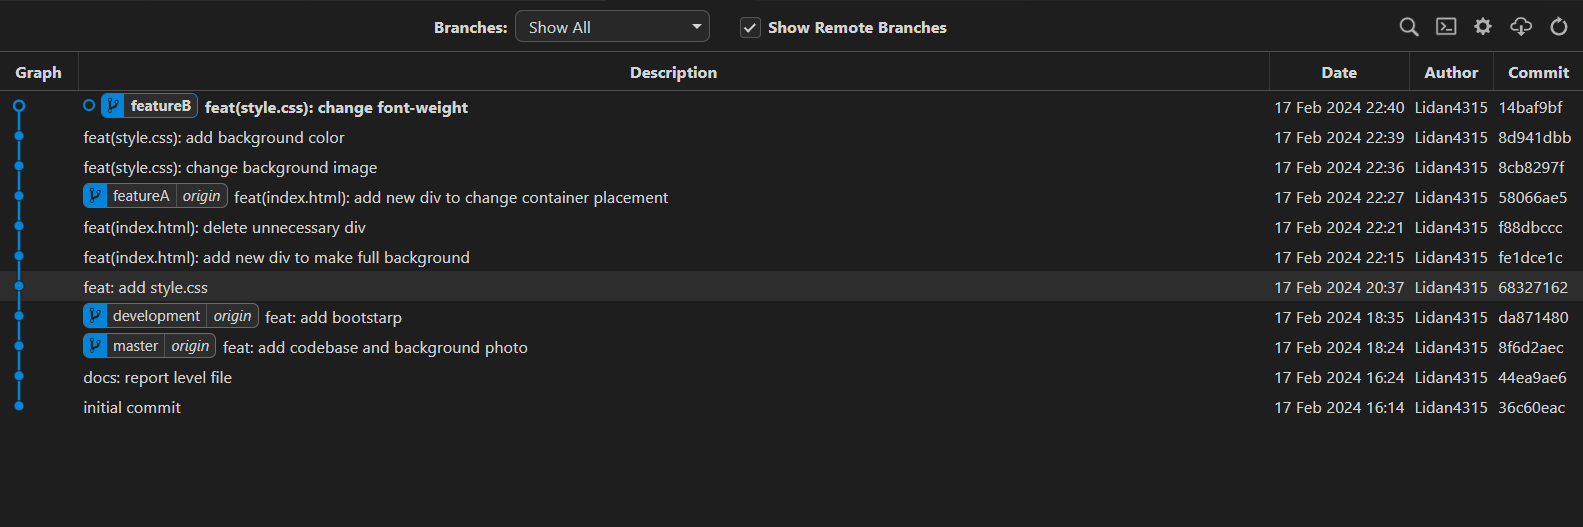 Branches: Show All Show Remote Branches
Graph Description Date Author Commit
featureB feat(style.css): change font-weight 17 Feb 2024 22:40 Lidan4315 14baf9bf
feat(style.css): add background color 17 Feb 2024 22:39 Lidan4315 8d941dbb
feat(style.css): change background image 17 Feb 2024 22:36 Lidan4315 8cb8297f
featureA origin feat(index.html): add new div to change container placement 17 Feb 2024 22:27 Lidan4315 58066ae5
feat(index.html): delete unnecessary div 17 Feb 2024 22:21 Lidan4315 f88dbccc
feat(index.html): add new div to make full background 17 Feb 2024 22:15 Lidan4315 fe1dce1c
feat: add style.css 17 Feb 2024 20:37 Lidan4315 68327162
development origin feat: add bootstarp 17 Feb 2024 18:35 Lidan4315 da871480
master origin feat: add codebase and background photo 17 Feb 2024 18:24 Lidan4315 8f6d2aec
docs: report level file 17 Feb 2024 16:24 Lidan4315 44ea9ae6
initial commit 17 Feb 2024 16:14 Lidan4315 36c60eac